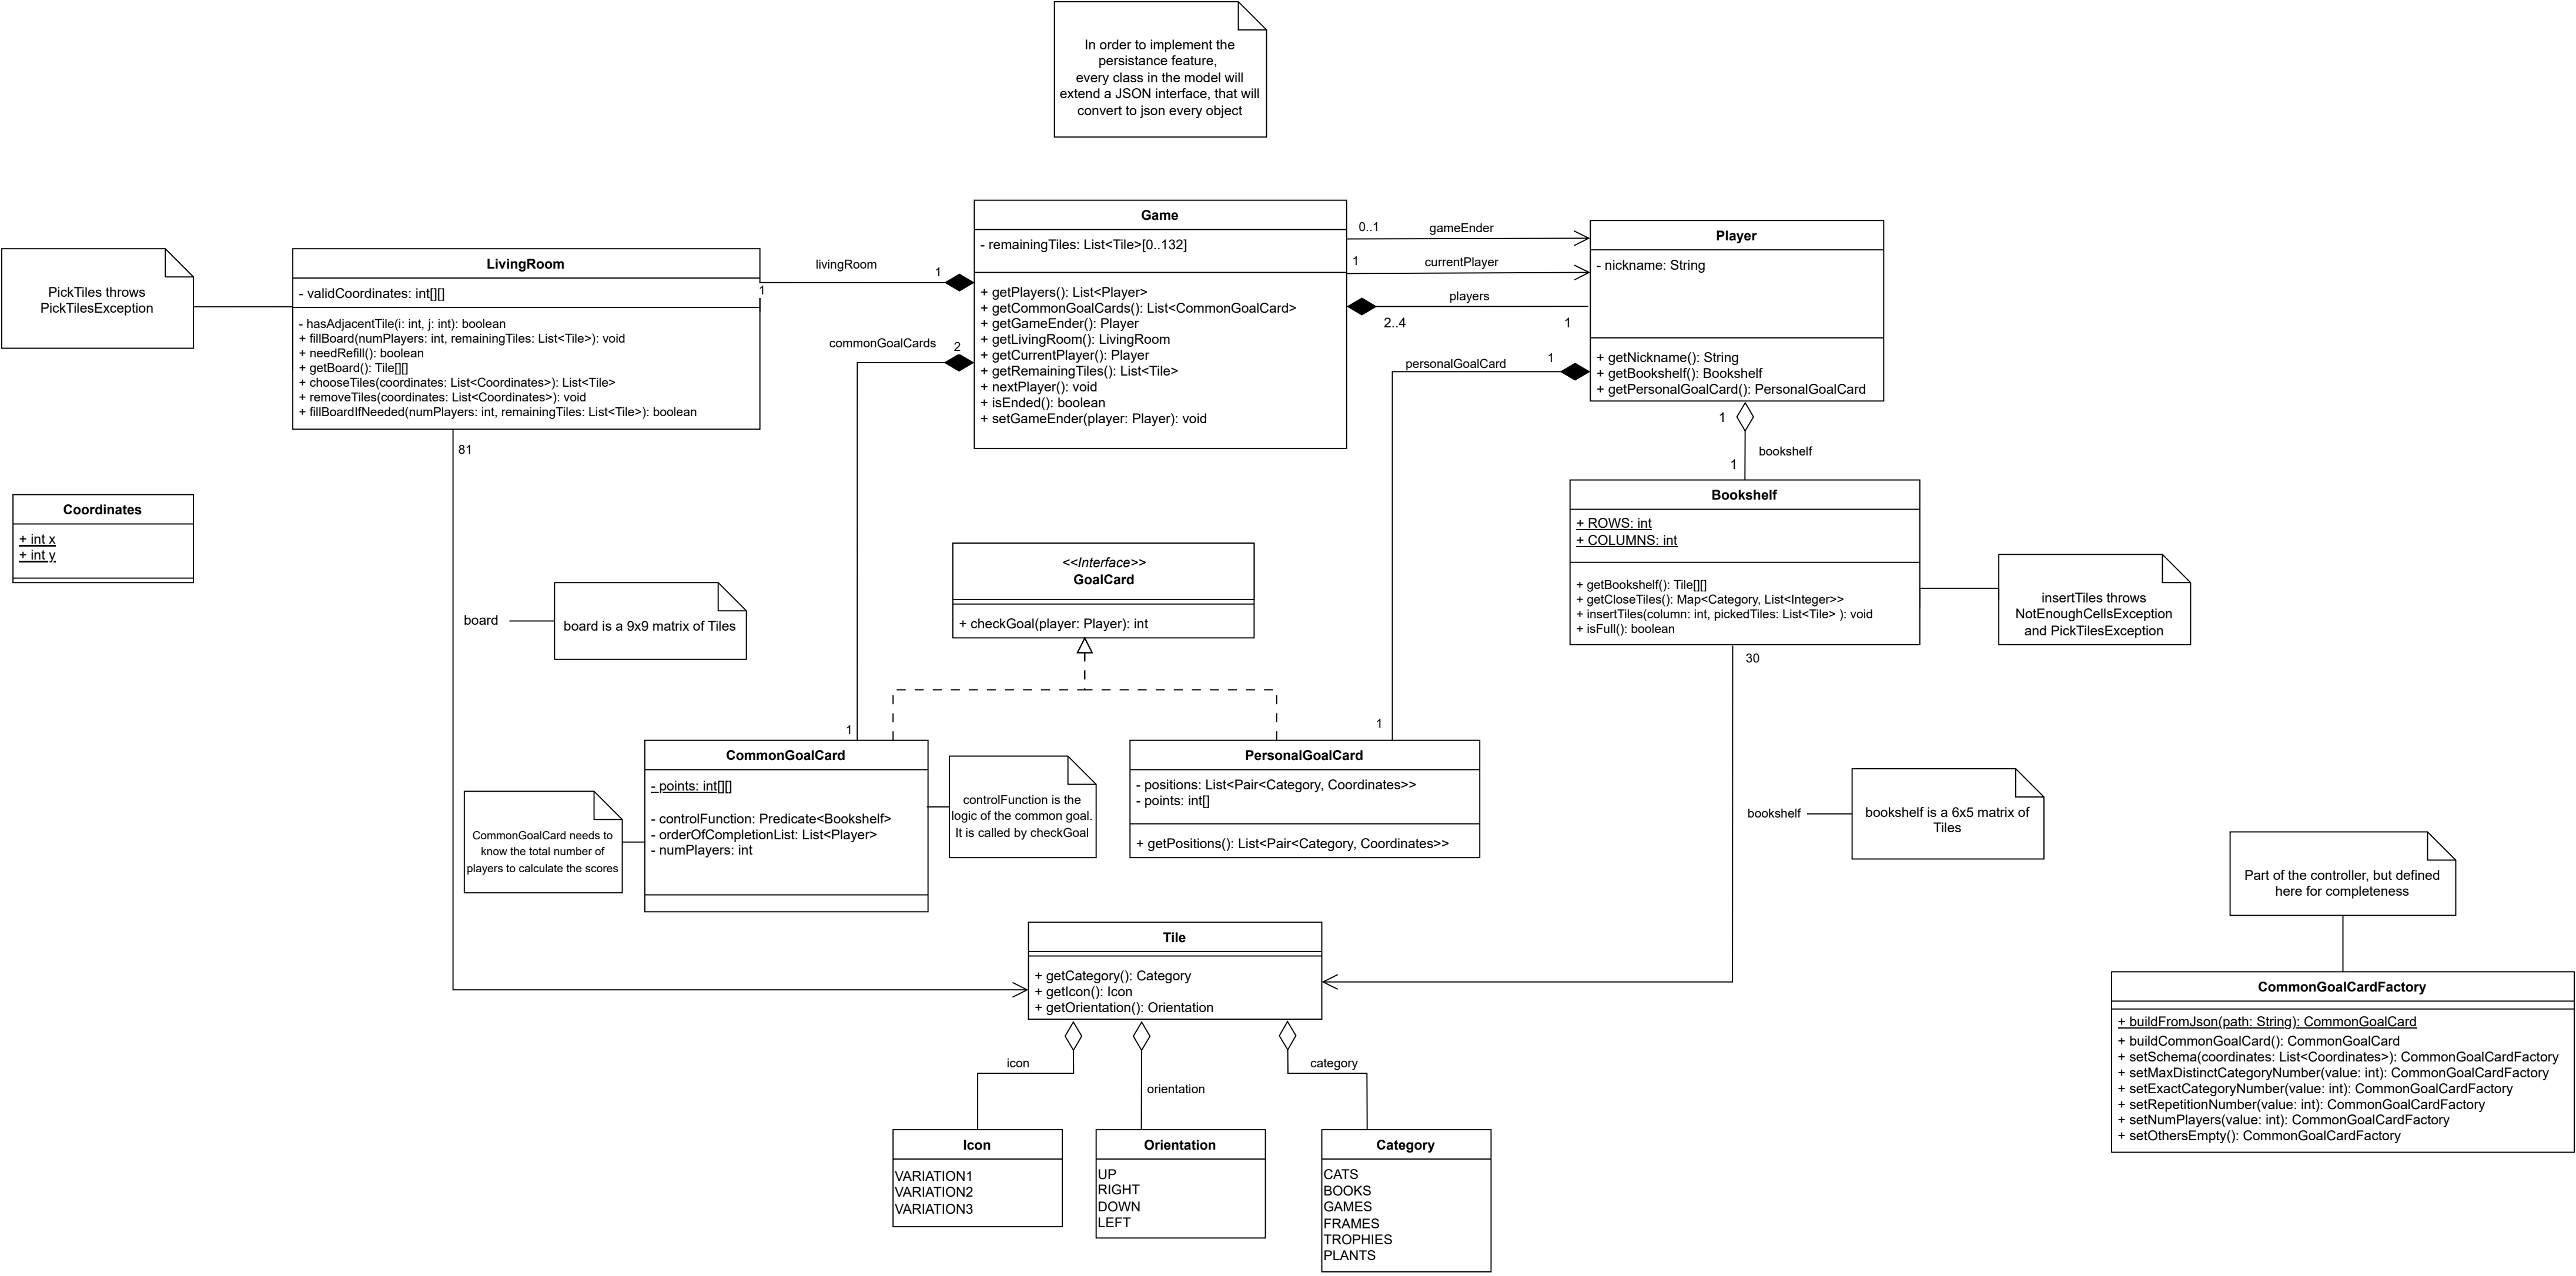 In order to implement the
persistance feature,
every class in the model will
extend a JSON interface, that will
convert to json every object
PickTiles throws
PickTilesException
LivingRoom
- validCoordinates: int[][]
- hasAdjacentTile(i: int, j: int): boolean
+ fillBoard(numPlayers: int, remainingTiles: List<Tile>): void
+ needRefill(): boolean
+ getBoard(): Tile[][]
+ chooseTiles(coordinates: List<Coordinates>): List<Tile>
+ removeTiles(coordinates: List<Coordinates>): void
+ fillBoardIfNeeded(numPlayers: int, remainingTiles: List<Tile>): boolean
livingRoom
1
1
commonGoalCards
2
Game
- remainingTiles: List<Tile>[0..132]
+ getPlayers(): List<Player>
+ getCommonGoalCards(): List<CommonGoalCard>
+ getGameEnder(): Player
+ getLivingRoom(): LivingRoom
+ getCurrentPlayer(): Player
+ getRemainingTiles(): List<Tile>
+ nextPlayer(): void
+ isEnded(): boolean
+ setGameEnder(player: Player): void
0..1
gameEnder
1
currentPlayer
players
2..4
1
personalGoalCard
1
Player
- nickname: String
+ getNickname(): String
+ getBookshelf(): Bookshelf
+ getPersonalGoalCard(): PersonalGoalCard
1
bookshelf
1
81
Coordinates
+ int x
+ int y
Bookshelf
+ ROWS: int
+ COLUMNS: int
+ getBookshelf(): Tile[][]
+ getCloseTiles(): Map<Category, List<Integer>>
+ insertTiles(column: int, pickedTiles: List<Tile> ): void
+ isFull(): boolean
insertTiles throws
NotEnoughCellsException
and PickTilesException
30
<<Interface>>
GoalCard
+ checkGoal(player: Player): int
board
board is a 9x9 matrix of Tiles
1
1
CommonGoalCard
- points: int[][]
- controlFunction: Predicate<Bookshelf>
- orderOfCompletionList: List<Player>
- numPlayers: int
CommonGoalCard needs to
know the total number of
players to calculate the scores
controlFunction is the
logic of the common goal.
It is called by checkGoal
PersonalGoalCard
- positions: List<Pair<Category, Coordinates>>
- points: int[]
+ getPositions(): List<Pair<Category, Coordinates>>
bookshelf
bookshelf is a 6x5 matrix of
Tiles
Part of the controller, but defined
here for completeness
Tile
+ getCategory(): Category
+ getIcon(): Icon
+ getOrientation(): Orientation
icon
orientation
category
CommonGoalCardFactory
+ buildFromJson(path: String): CommonGoalCard
+ buildCommonGoalCard(): CommonGoalCard
+ setSchema(coordinates: List<Coordinates>): CommonGoalCardFactory
+ setMaxDistinctCategoryNumber(value: int): CommonGoalCardFactory
+ setExactCategoryNumber(value: int): CommonGoalCardFactory
+ setRepetitionNumber(value: int): CommonGoalCardFactory
+ setNumPlayers(value: int): CommonGoalCardFactory
+ setOthersEmpty(): CommonGoalCardFactory
Icon
VARIATION1
VARIATION2
VARIATION3
Orientation
UP
RIGHT
DOWN
LEFT
Category
CATS
BOOKS
GAMES
FRAMES
TROPHIES
PLANTS